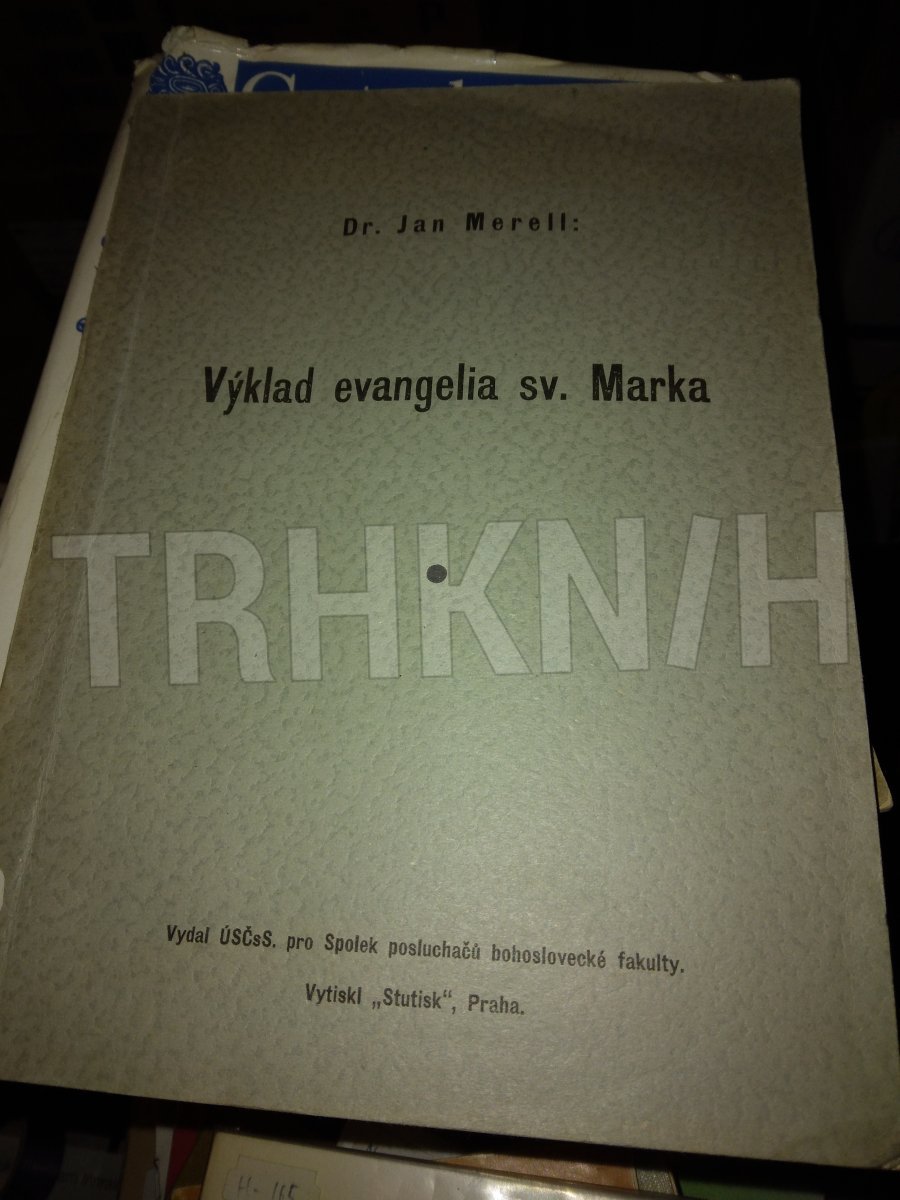 Dr. Jan Merell:
Výklad evangelia sv. Marka
TRHKNIH
Vydal ÚSČsS. pro Spolek posluchačů bohoslovecké fakulty.
Vytiskl „Stutisk“, Praha.